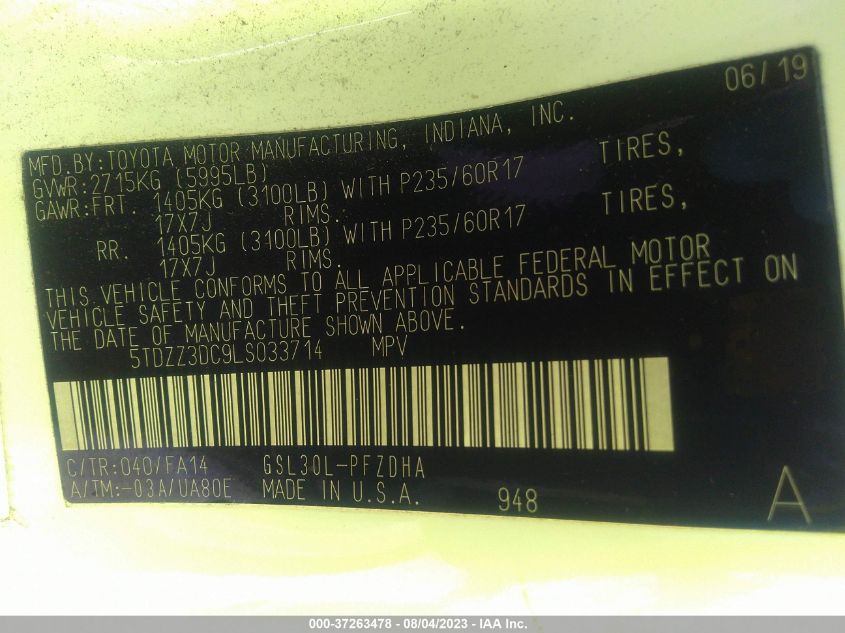 06/19
MFD.BY:TOYOTA MOTOR MANUFACTURING, INDIANA, INC.
GVWR:2715KG (5995LB)
GAWR:FRT. 1405KG (3100LB) WITH P235/60R17 TIRES,
17X7J RIMS.
RR. 1405KG (3100LB) WITH P235/60R17 TIRES,
17X7J RIMS.
THIS VEHICLE CONFORMS TO ALL APPLICABLE FEDERAL MOTOR
VEHICLE SAFETY AND THEFT PREVENTION STANDARDS IN EFFECT ON
THE DATE OF MANUFACTURE SHOWN ABOVE.
5TDZZ3DC9LS033714 MPV
C/TR:040/FA14 GSL30L-PFZDHA
A/TM:-03A/UA80E MADE IN U.S.A. 948 A
000-37263478 - 08/04/2023 - IAA Inc.